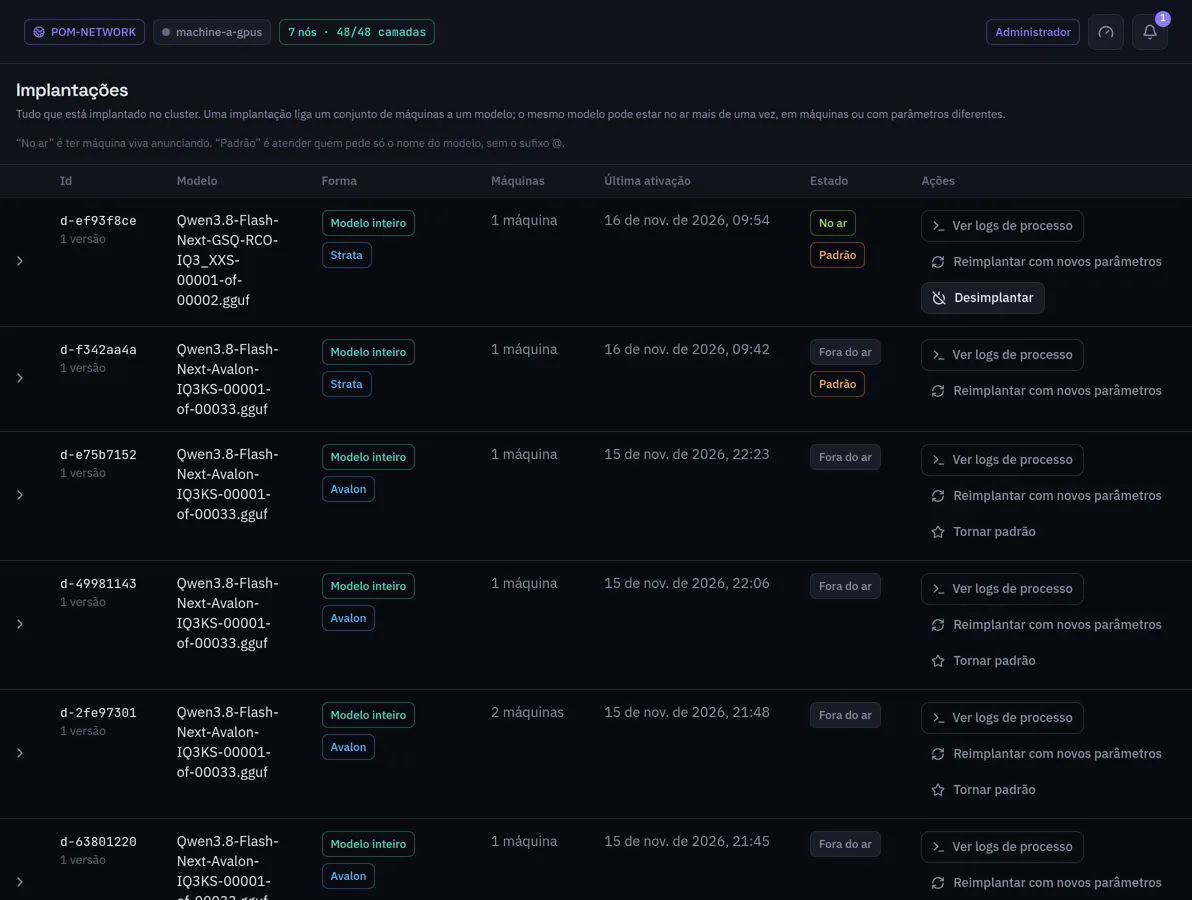 POM-NETWORK
machine-a-gpus
7 nós · 48/48 camadas
Administrador
1
Implantações
Tudo que está implantado no cluster. Uma implantação liga um conjunto de máquinas a um modelo; o mesmo modelo pode estar no ar mais de uma vez, em máquinas ou com parâmetros diferentes.
“No ar” é ter máquina viva anunciando. “Padrão” é atender quem pede só o nome do modelo, sem o sufixo @.
Id
Modelo
Forma
Máquinas
Última ativação
Estado
Ações
d-ef93f8ce
1 versão
Qwen3.8-Flash-
Next-GSQ-RCO-
IQ3_XXS-
00001-of-
00002.gguf
Modelo inteiro
Strata
1 máquina
16 de nov. de 2026, 09:54
No ar
Padrão
Ver logs de processo
Reimplantar com novos parâmetros
Desimplantar
d-f342aa4a
1 versão
Qwen3.8-Flash-
Next-Avalon-
IQ3KS-00001-
of-00033.gguf
Modelo inteiro
Strata
1 máquina
16 de nov. de 2026, 09:42
Fora do ar
Padrão
Ver logs de processo
Reimplantar com novos parâmetros
d-e75b7152
1 versão
Qwen3.8-Flash-
Next-Avalon-
IQ3KS-00001-
of-00033.gguf
Modelo inteiro
Avalon
1 máquina
15 de nov. de 2026, 22:23
Fora do ar
Ver logs de processo
Reimplantar com novos parâmetros
Tornar padrão
d-49981143
1 versão
Qwen3.8-Flash-
Next-Avalon-
IQ3KS-00001-
of-00033.gguf
Modelo inteiro
Avalon
1 máquina
15 de nov. de 2026, 22:06
Fora do ar
Ver logs de processo
Reimplantar com novos parâmetros
Tornar padrão
d-2fe97301
1 versão
Qwen3.8-Flash-
Next-Avalon-
IQ3KS-00001-
of-00033.gguf
Modelo inteiro
Avalon
2 máquinas
15 de nov. de 2026, 21:48
Fora do ar
Ver logs de processo
Reimplantar com novos parâmetros
Tornar padrão
d-63801220
1 versão
Qwen3.8-Flash-
Next-Avalon-
IQ3KS-00001-
Modelo inteiro
Avalon
1 máquina
15 de nov. de 2026, 21:45
Fora do ar
Ver logs de processo
Reimplantar com novos parâmetros